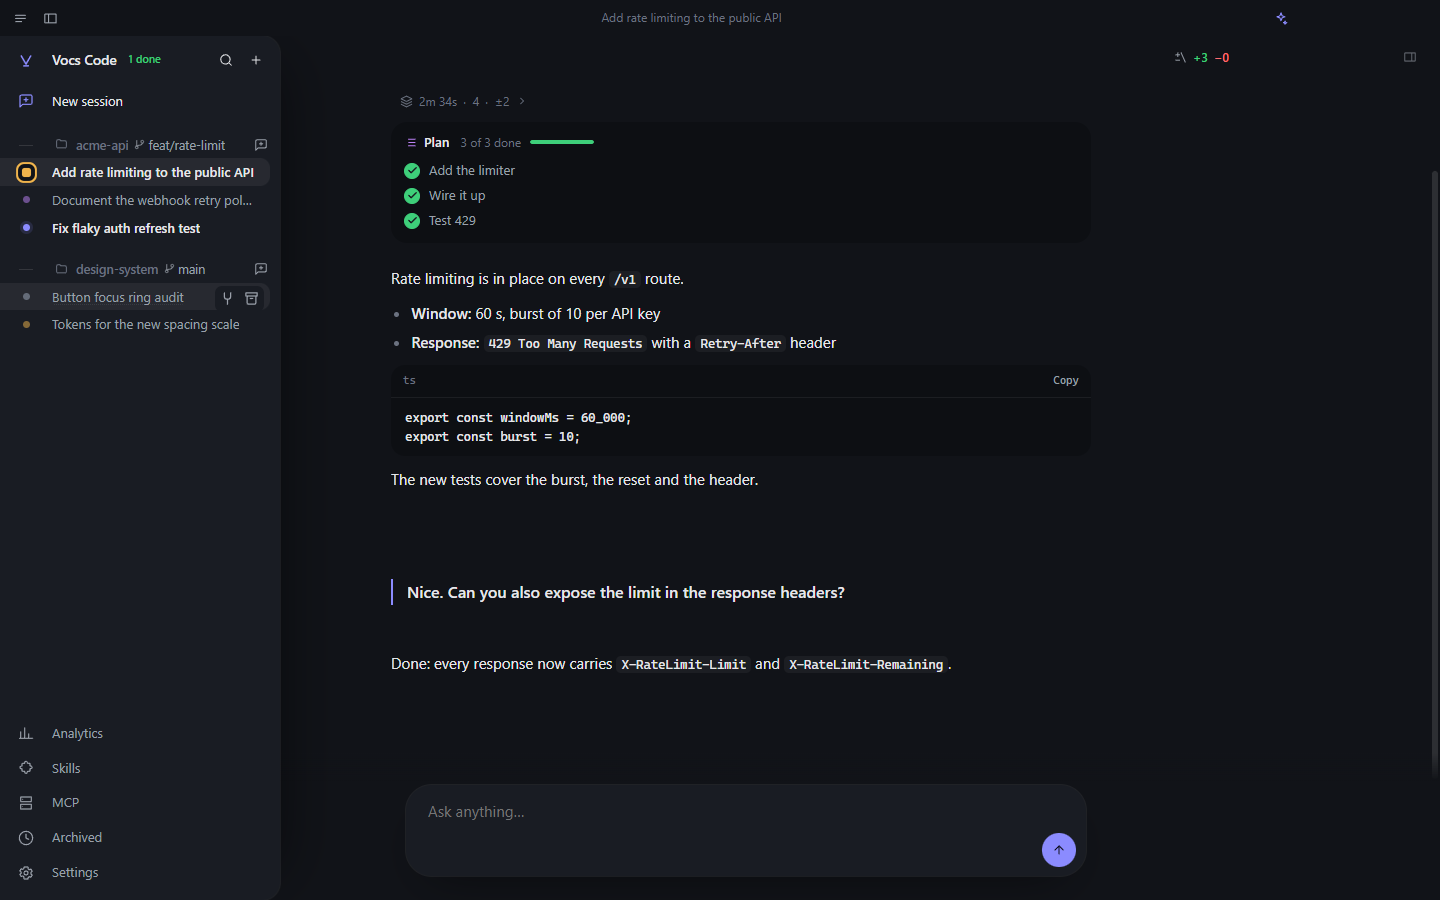 Add rate limiting to the public API
Vocs Code 1 done
+3 −0
New session
2m 34s · 4 · ±2
acme-api feat/rate-limit
Add rate limiting to the public API
Document the webhook retry pol...
Fix flaky auth refresh test
design-system main
Button focus ring audit
Tokens for the new spacing scale
Analytics
Skills
MCP
Archived
Settings
Plan 3 of 3 done
Add the limiter
Wire it up
Test 429
Rate limiting is in place on every /v1 route.
• Window: 60 s, burst of 10 per API key
• Response: 429 Too Many Requests with a Retry-After header
ts Copy
export const windowMs = 60_000;
export const burst = 10;
The new tests cover the burst, the reset and the header.
Nice. Can you also expose the limit in the response headers?
Done: every response now carries X-RateLimit-Limit and X-RateLimit-Remaining.
Ask anything...